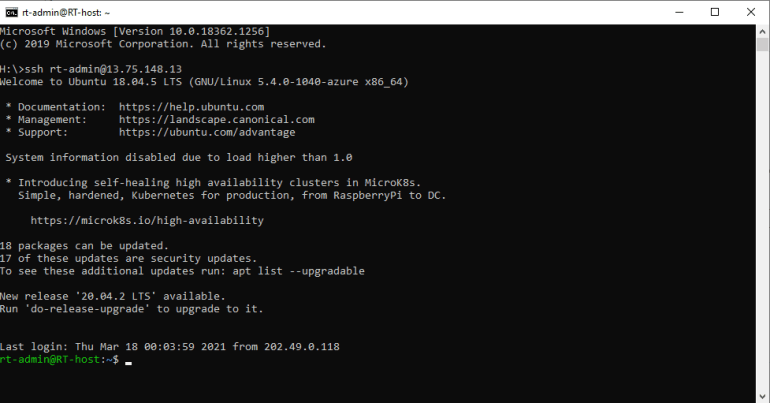 rt-admin@RT-host: ~
Microsoft Windows [Version 10.0.18362.1256]
(c) 2019 Microsoft Corporation. All rights reserved.
H:\>ssh rt-admin@13.75.148.13
Welcome to Ubuntu 18.04.5 LTS (GNU/Linux 5.4.0-1040-azure x86_64)
* Documentation:  https://help.ubuntu.com
* Management:     https://landscape.canonical.com
* Support:        https://ubuntu.com/advantage
System information disabled due to load higher than 1.0
* Introducing self-healing high availability clusters in MicroK8s.
Simple, hardened, Kubernetes for production, from RaspberryPi to DC.
https://microk8s.io/high-availability
18 packages can be updated.
17 of these updates are security updates.
To see these additional updates run: apt list --upgradable
New release '20.04.2 LTS' available.
Run 'do-release-upgrade' to upgrade to it.
Last login: Thu Mar 18 00:03:59 2021 from 202.49.0.118
rt-admin@RT-host:~$